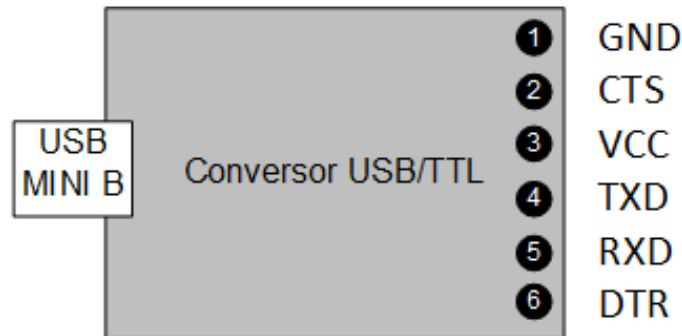 1 GND
2 CTS
USB
MINI B
Conversor USB/TTL
3 VCC
4 TXD
5 RXD
6 DTR